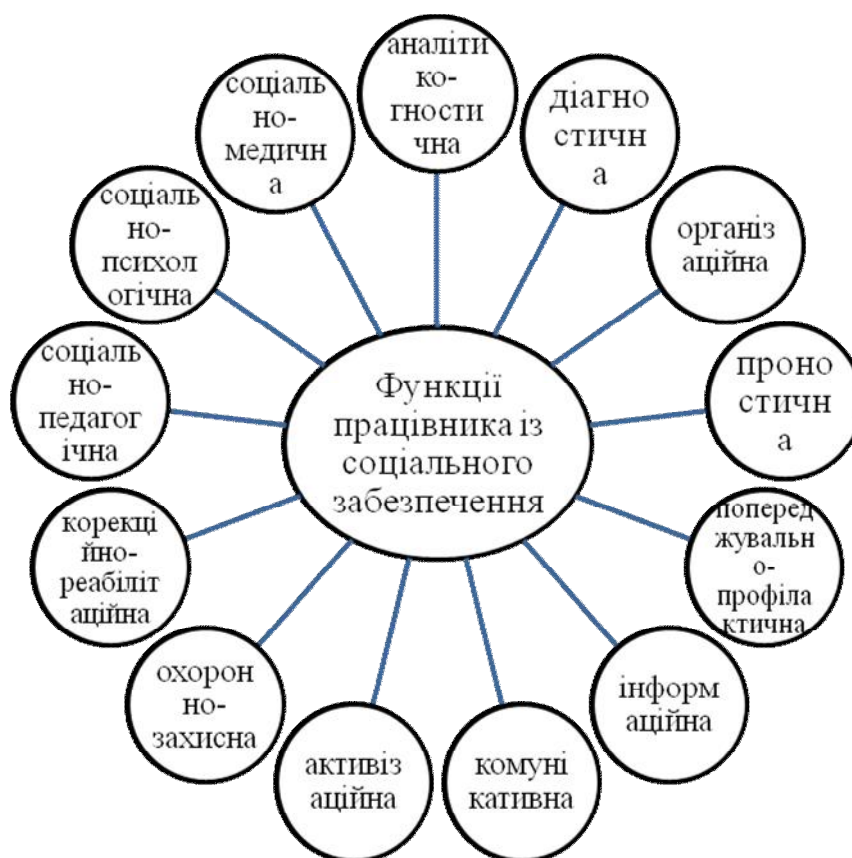 аналіти
ко-
гности
чна
діагно
стичн
а
організ
аційна
проно
стичн
а
поперед
жувальн
о-
профіла
ктична
інформ
аційна
комуні
кативна
активіз
аційна
охорон
но-
захисна
корекці
йно-
реабіліт
аційна
соціаль
но-
педагог
ічна
соціаль
но-
психол
огічна
соціаль
но-
медичн
а
Функції
працівника із
соціального
забезпечення